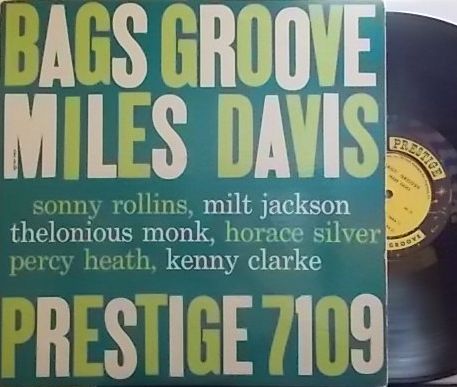 BAGS GROOVE
MILES DAVIS
sonny rollins, milt jackson
thelonious monk, horace silver
percy heath, kenny clarke
PRESTIGE 7109
PRESTIGE
GROOVE